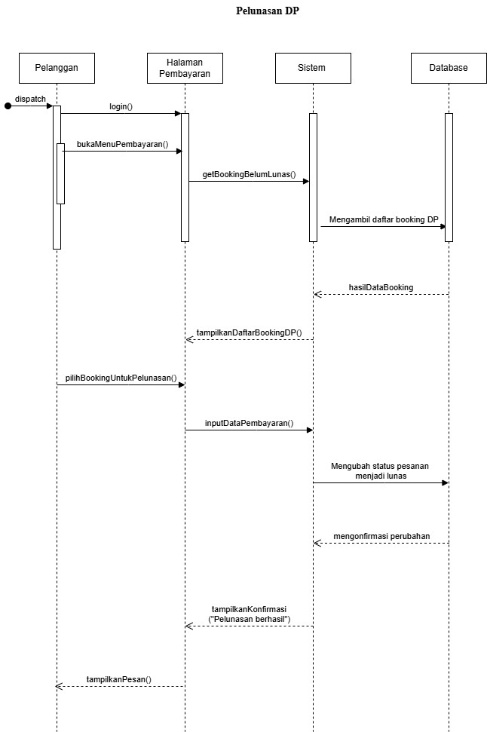 Pelunasan DP
Pelanggan
Halaman
Pembayaran
Sistem
Database
dispatch
login()
bukaMenuPembayaran()
getBookingBelumLunas()
Mengambil daftar booking DP
hasilDataBooking
tampilkanDaftarBookingDP()
pilihBookingUntukPelunasan()
inputDataPembayaran()
Mengubah status pesanan
menjadi lunas
mengonfirmasi perubahan
tampilkanKonfirmasi
("Pelunasan berhasil")
tampilkanPesan()